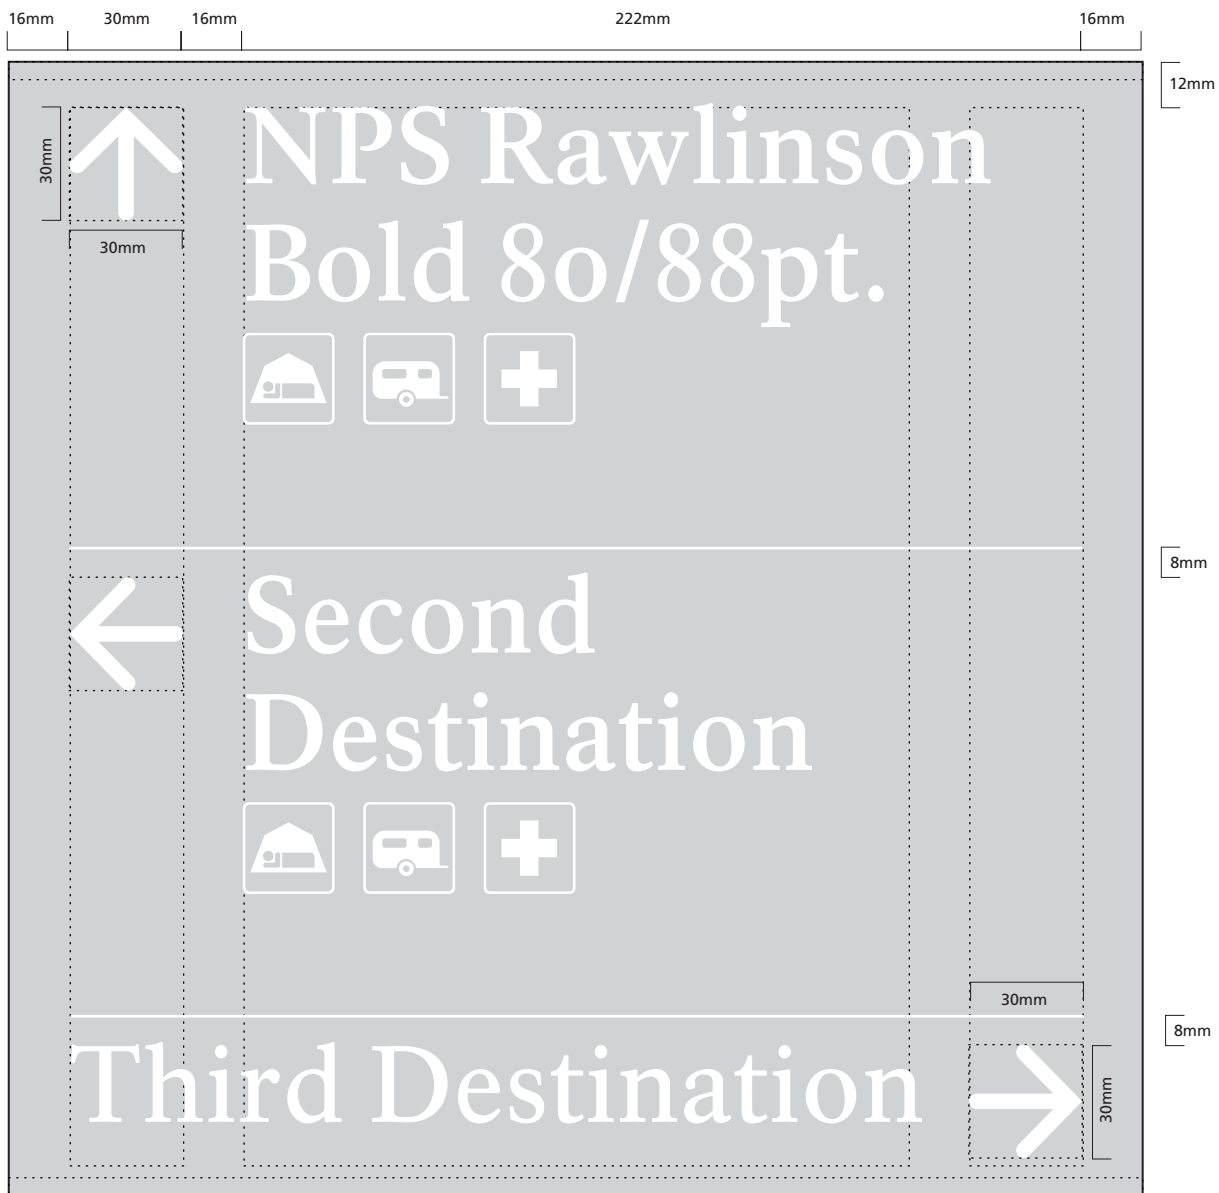 16mm 30mm 16mm 222mm 16mm
12mm
30mm
NPS Rawlinson
30mm
Bold 80/88pt.
8mm
Second
Destination
30mm
8mm
Third Destination
30mm